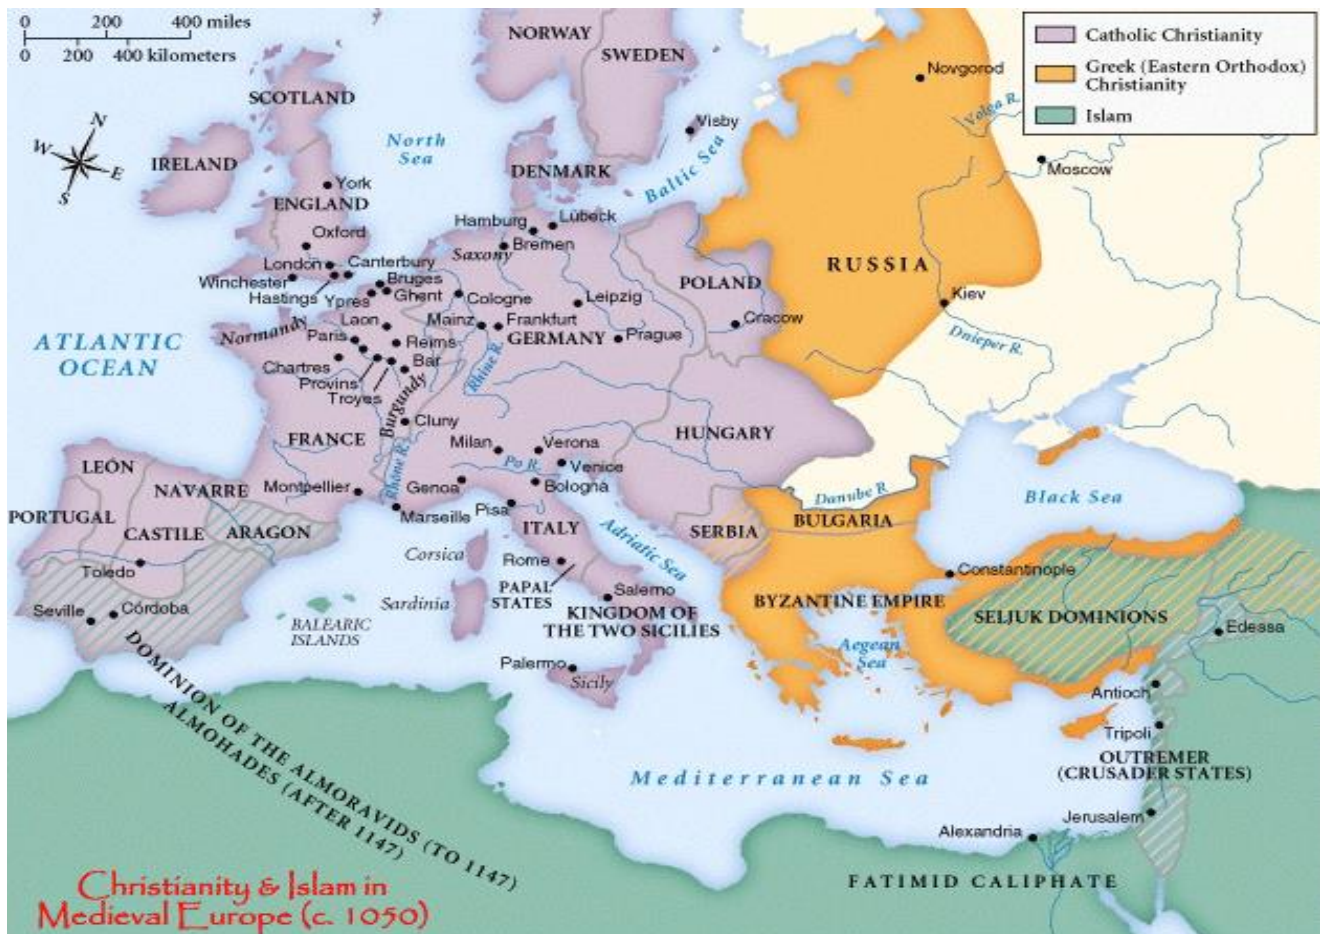 0 200 400 miles
0 200 400 kilometers
N
W
E
S
Catholic Christianity
Greek (Eastern Orthodox)
Christianity
Islam
NORWAY
SWEDEN
SCOTLAND
North
Sea
IRELAND
DENMARK
Visby
Baltic Sea
Novgorod
Volga R.
Moscow
York
ENGLAND
Oxford
London
Canterbury
Winchester
Hastings
Hamburg
Lübeck
Bremen
Saxony
Bruges
Ghent
Ypres
Cologne
Leipzig
POLAND
RUSSIA
Kiev
Cracow
Dnieper R.
Normandy
Laon
Mainz
Frankfurt
GERMANY
Prague
Paris
Reims
Chartres
Bar
Provins
Troyes
Burgundy
Rhine R.
ATLANTIC
OCEAN
Cluny
FRANCE
HUNGARY
Milan
Verona
Venice
Po R.
Bologna
Genoa
Rhône R.
Montpellier
Marseille
Pisa
LEÓN
NAVARRE
PORTUGAL
CASTILE
ARAGON
Toledo
Seville
Córdoba
BALEARIC
ISLANDS
Corsica
Sardinia
ITALY
Adriatic Sea
Rome
PAPAL
STATES
Salerno
KINGDOM OF
THE TWO SICILIES
Palermo
Sicily
SERBIA
Danube R
BULGARIA
Black Sea
Constantinople
BYZANTINE EMPIRE
SELJUK DOMINIONS
Aegean
Sea
Edessa
Antioch
Tripoli
OUTREMER
(CRUSADER STATES)
Jerusalem
Alexandria
Mediterranean Sea
FATIMID CALIPHATE
DOMINION OF THE ALMORAVIDS (TO 1147)
ALMOHADES (AFTER 1147)
Christianity & Islam in
Medieval Europe (c. 1050)